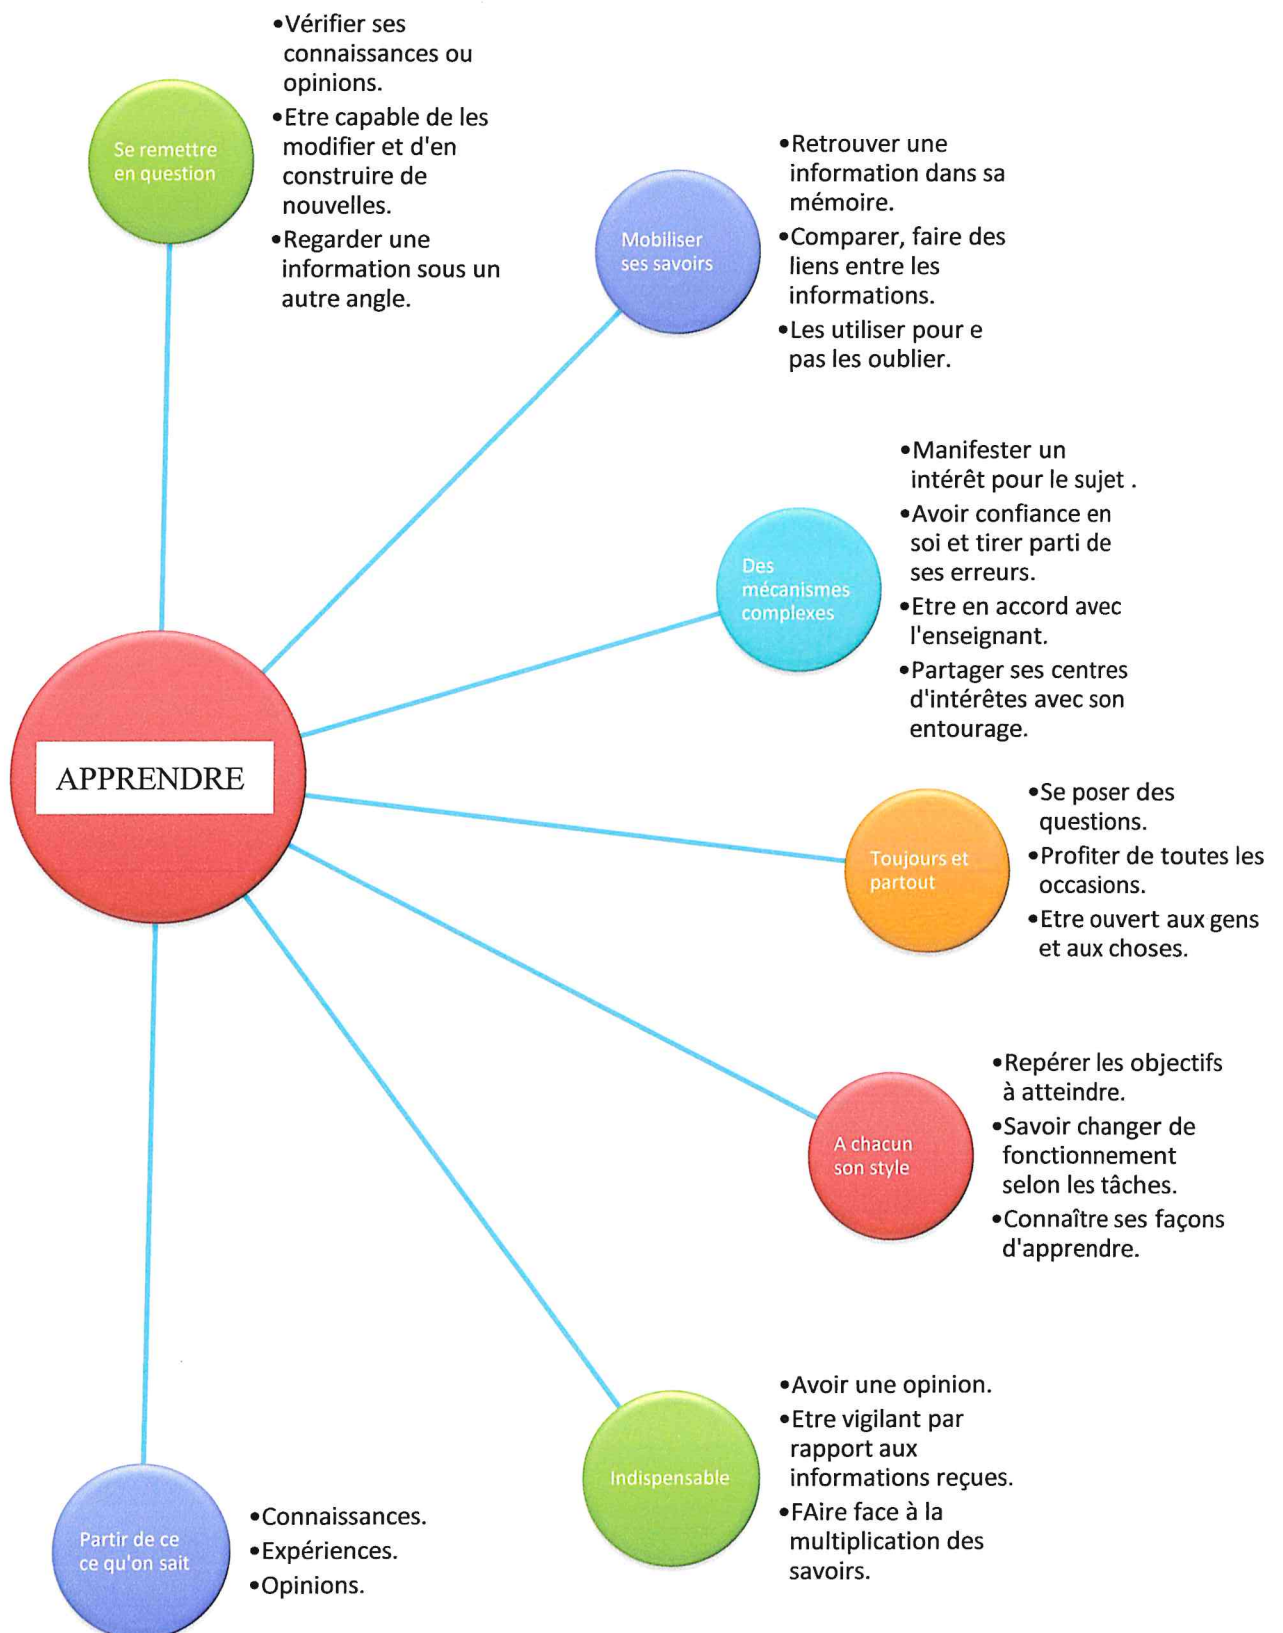 •Vérifier ses
connaissances ou
opinions.
•Etre capable de les
modifier et d'en
construire de
nouvelles.
•Regarder une
information sous un
autre angle.
Se remettre
en question
•Retrouver une
information dans sa
mémoire.
•Comparer, faire des
liens entre les
informations.
•Les utiliser pour e
pas les oublier.
Mobiliser
ses savoirs
•Manifester un
intérêt pour le sujet .
•Avoir confiance en
soi et tirer parti de
ses erreurs.
•Etre en accord avec
l'enseignant.
•Partager ses centres
d'intérêtes avec son
entourage.
Des
mécanismes
complexes
APPRENDRE
•Se poser des
questions.
•Profiter de toutes les
occasions.
•Etre ouvert aux gens
et aux choses.
Toujours et
partout
•Repérer les objectifs
à atteindre.
•Savoir changer de
fonctionnement
selon les tâches.
•Connaître ses façons
d'apprendre.
A chacun
son style
•Avoir une opinion.
•Etre vigilant par
rapport aux
informations reçues.
•FAire face à la
multiplication des
savoirs.
Indispensable
Partir de ce
ce qu'on sait
•Connaissances.
•Expériences.
•Opinions.